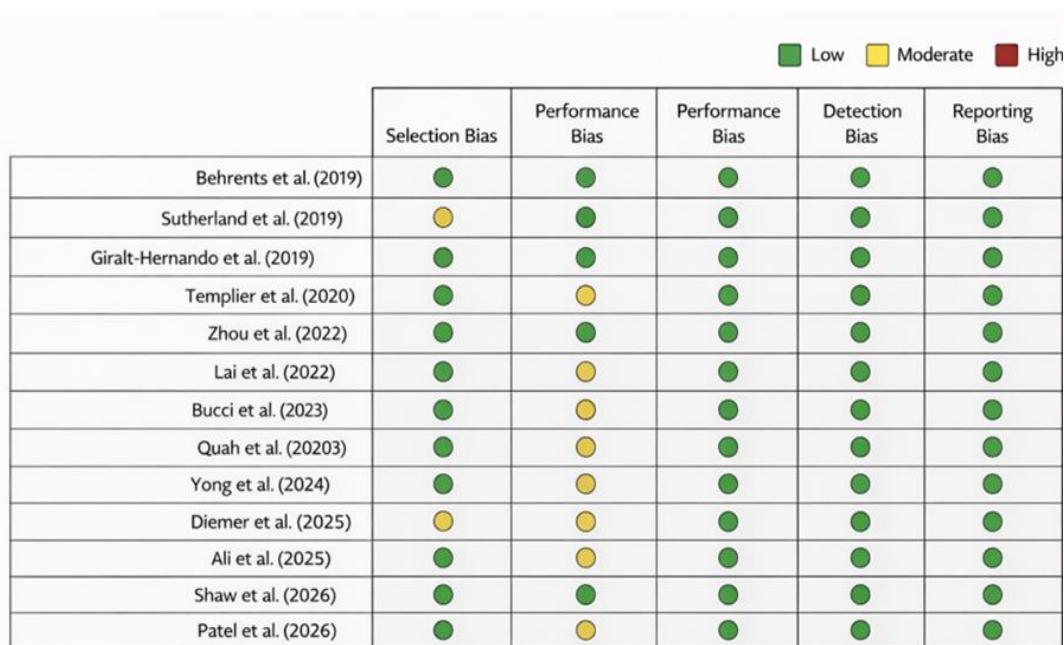 Low Moderate High
Selection Bias Performance Bias Performance Bias Detection Bias Reporting Bias
Behrents et al. (2019)
Sutherland et al. (2019)
Giralt-Hernando et al. (2019)
Templier et al. (2020)
Zhou et al. (2022)
Lai et al. (2022)
Bucci et al. (2023)
Quah et al. (20203)
Yong et al. (2024)
Diemer et al. (2025)
Ali et al. (2025)
Shaw et al. (2026)
Patel et al. (2026)